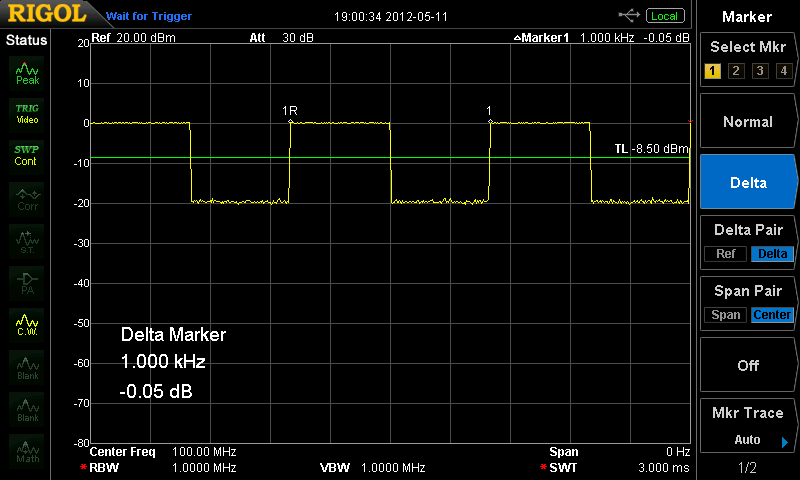 RIGOL Wait for Trigger 19:00:34 2012-05-11 Local
Status
Peak
TRIG
Video
SWP
Cont
Corr
S.T.
PA
C.W.
Blank
Blank
Math
Ref 20.00 dBm Att 30 dB ▵Marker1 1.000 kHz -0.05 dB
20
10
0
-10
-20
-30
-40
-50
-60
-70
-80
1R 1
TL -8.50 dBm
Delta Marker
1.000 kHz
-0.05 dB
Center Freq 100.00 MHz Span 0 Hz
*RBW 1.0000 MHz VBW 1.0000 MHz *SWT 3.000 ms
Marker
Select Mkr
1 2 3 4
Normal
Delta
Delta Pair
Ref Delta
Span Pair
Span Center
Off
Mkr Trace
Auto
1/2